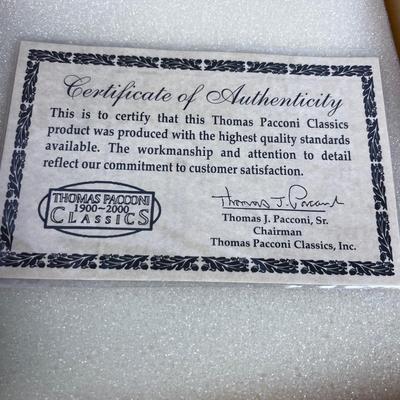 Certificate of Authenticity
This is to certify that this Thomas Pacconi Classics
product was produced with the highest quality standards
available. The workmanship and attention to detail
reflect our commitment to customer satisfaction.
THOMAS PACCONI
1900~2000
CLASSICS
Thomas J. Pacconi
Thomas J. Pacconi, Sr.
Chairman
Thomas Pacconi Classics, Inc.